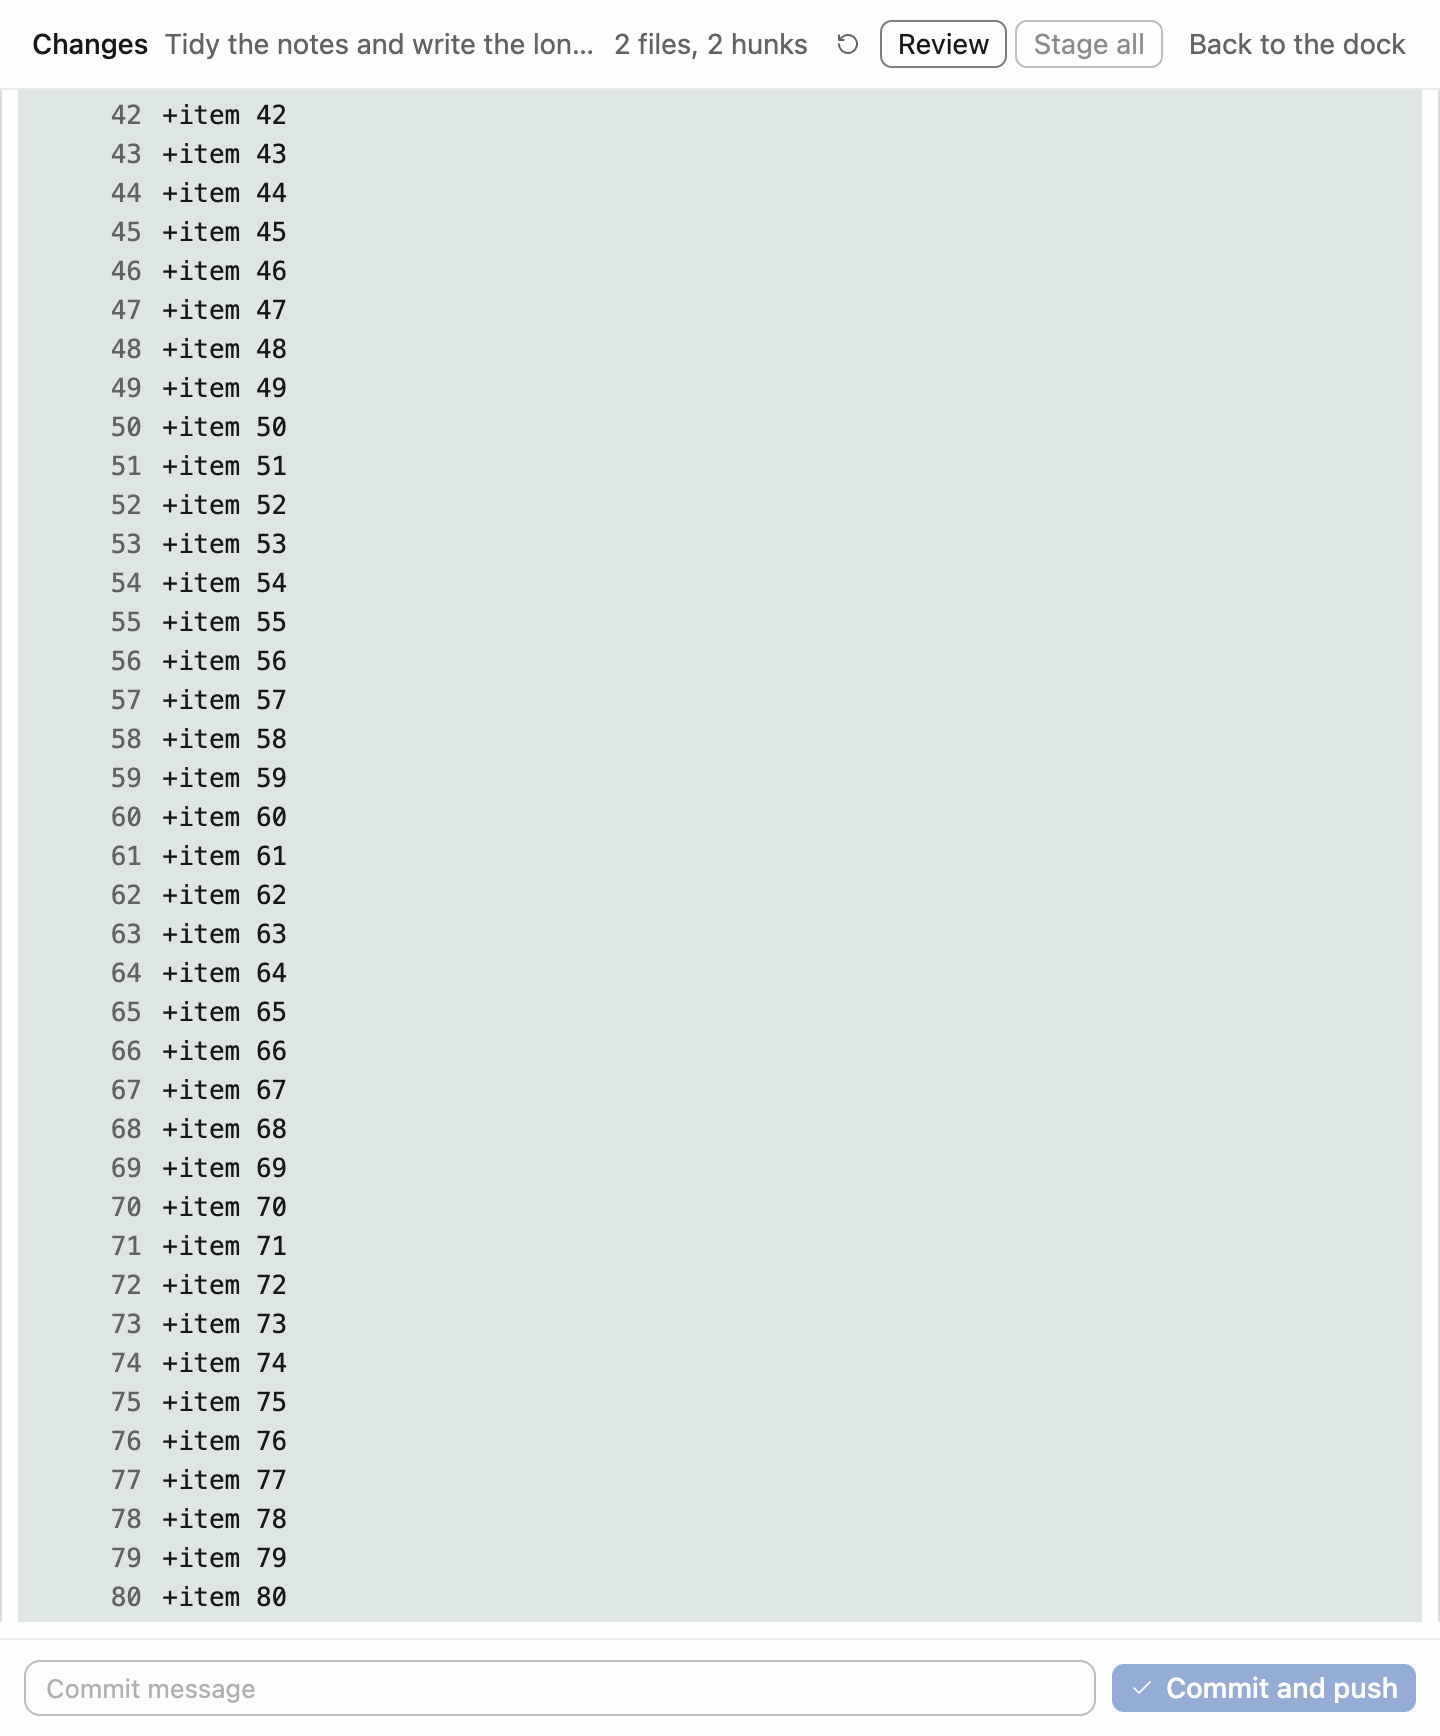 Changes Tidy the notes and write the lon... 2 files, 2 hunks Review Stage all Back to the dock
42 +item 42
43 +item 43
44 +item 44
45 +item 45
46 +item 46
47 +item 47
48 +item 48
49 +item 49
50 +item 50
51 +item 51
52 +item 52
53 +item 53
54 +item 54
55 +item 55
56 +item 56
57 +item 57
58 +item 58
59 +item 59
60 +item 60
61 +item 61
62 +item 62
63 +item 63
64 +item 64
65 +item 65
66 +item 66
67 +item 67
68 +item 68
69 +item 69
70 +item 70
71 +item 71
72 +item 72
73 +item 73
74 +item 74
75 +item 75
76 +item 76
77 +item 77
78 +item 78
79 +item 79
80 +item 80
Commit message Commit and push